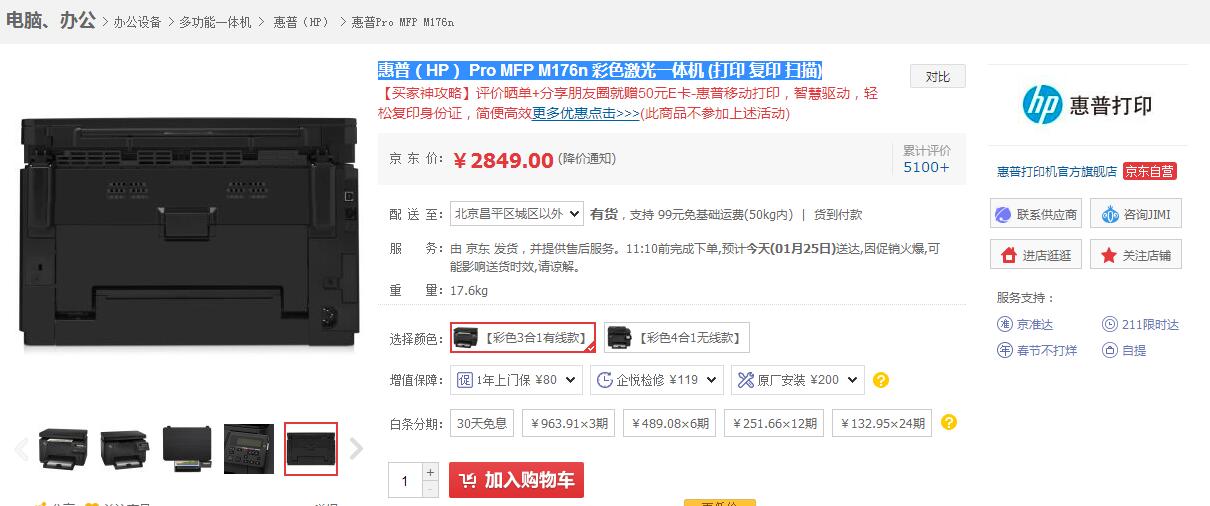 电脑、办公 > 办公设备 > 多功能一体机 > 惠普（HP） > 惠普Pro MFP M176n
惠普（HP） Pro MFP M176n 彩色激光一体机 (打印 复印 扫描)
对比
【买家神攻略】评价晒单+分享朋友圈就赠50元E卡-惠普移动打印，智慧驱动，轻
松复印身份证，简便高效更多优惠点击>>>(此商品不参加上述活动)
京 东 价： ￥2849.00 (降价通知)
累计评价
5100+
配 送 至： 北京昌平区城区以外 有货，支持 99元免基础运费(50kg内) | 货到付款
服 务： 由 京东 发货，并提供售后服务。11:10前完成下单,预计今天(01月25日)送达,因促销火爆,可
能影响送货时效,请谅解。
重 量： 17.6kg
选择颜色： 【彩色3合1有线款】 【彩色4合1无线款】
增值保障： 促 1年上门保 ¥80 企悦检修 ¥119 原厂安装 ¥200 ?
白条分期： 30天免息 ￥963.91×3期 ￥489.08×6期 ￥251.66×12期 ￥132.95×24期 ?
1 + - 加入购物车
hp 惠普打印
惠普打印机官方旗舰店 京东自营
联系供应商 咨询JIMI
进店逛逛 关注店铺
服务支持：
准 京准达 211限时达
年 春节不打烊 自提